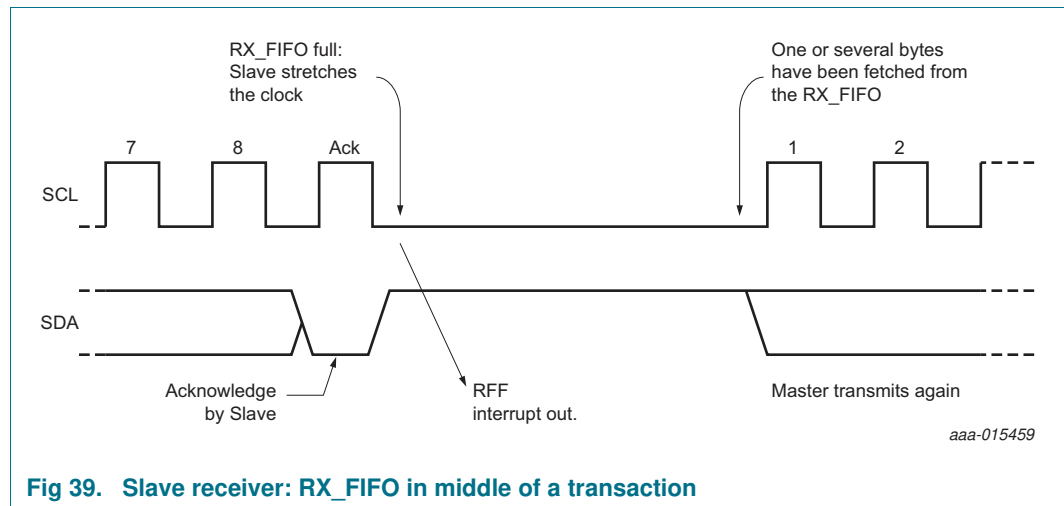 RX_FIFO full:
Slave stretches
the clock
One or several bytes
have been fetched from
the RX_FIFO
7
8
Ack
1
2
SCL
SDA
Acknowledge
by Slave
RFF
interrupt out.
Master transmits again
aaa-015459
Fig 39. Slave receiver: RX_FIFO in middle of a transaction